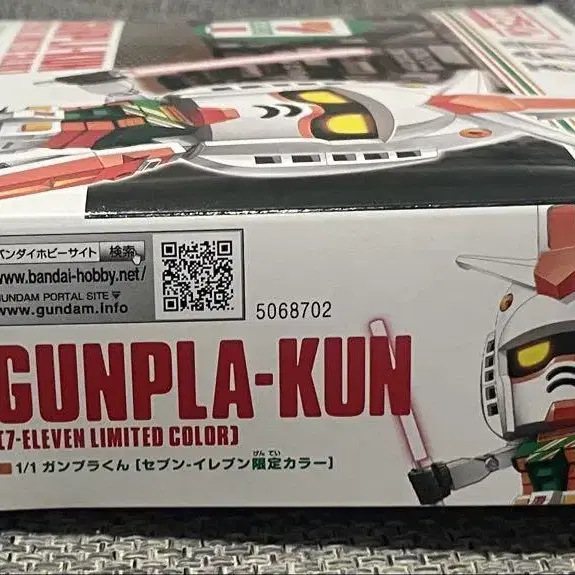 バンダイホビーサイト 検索
www.bandai-hobby.net/
GUNDAM PORTAL SITE▼
www.gundam.info
5068702
GUNPLA-KUN
[7-ELEVEN LIMITED COLOR]
1/1 ガンプラくん [セブン-イレブン限定カラー]
げんてい